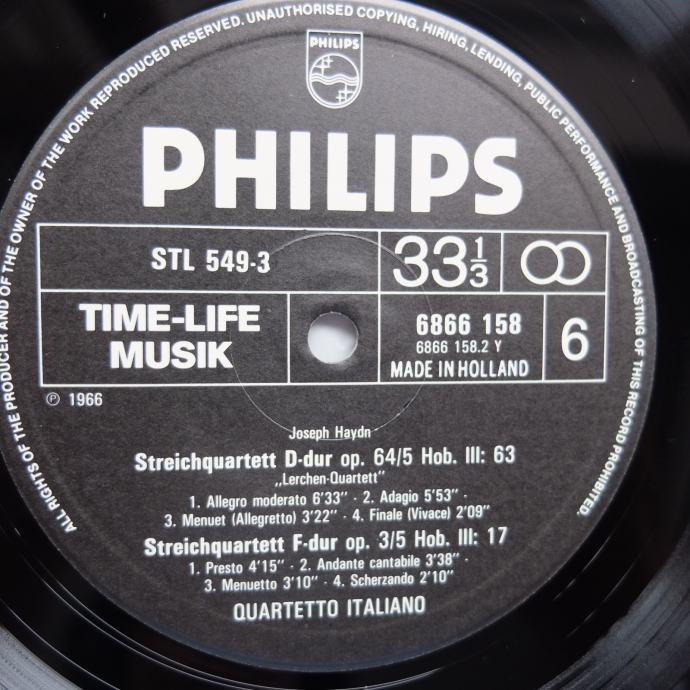 ALL RIGHTS OF THE PRODUCER AND OF THE OWNER OF THE WORK REPRODUCED RESERVED. UNAUTHORISED COPYING, HIRING, LENDING, PUBLIC PERFORMANCE AND BROADCASTING OF THIS RECORD PROHIBITED.
PHILIPS
PHILIPS
STL 549-3
33 1/3
TIME-LIFE
MUSIK
6866 158
6866 158.2 Y
MADE IN HOLLAND
6
℗ 1966
Joseph Haydn
Streichquartett D-dur op. 64/5 Hob. III: 63
„Lerchen-Quartett"
1. Allegro moderato 6'33" · 2. Adagio 5'53" ·
3. Menuet (Allegretto) 3'22" · 4. Finale (Vivace) 2'09"
Streichquartett F-dur op. 3/5 Hob. III: 17
1. Presto 4'15" · 2. Andante cantabile 3'38" ·
3. Menuetto 3'10" · 4. Scherzando 2'10"
QUARTETTO ITALIANO